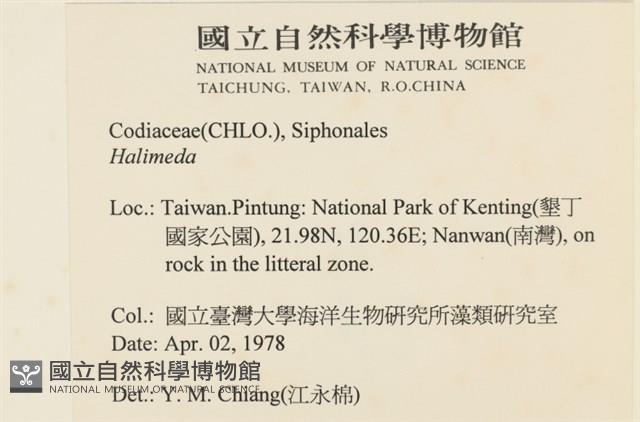 國立自然科學博物館
NATIONAL MUSEUM OF NATURAL SCIENCE
TAICHUNG, TAIWAN, R.O.CHINA
Codiaceae(CHLO.), Siphonales
Halimeda
Loc.: Taiwan.Pintung: National Park of Kenting(墾丁
國家公園), 21.98N, 120.36E; Nanwan(南灣), on
rock in the litteral zone.
Col.: 國立臺灣大學海洋生物研究所藻類研究室
Date: Apr. 02, 1978
國立自然科學博物館
NATIONAL MUSEUM OF NATURAL SCIENCE
Det.: Y. M. Chiang(江永棉)